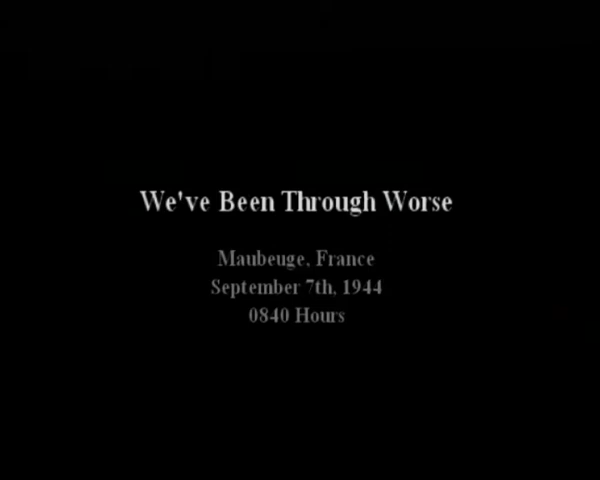 We've Been Through Worse
Maubeuge, France
September 7th, 1944
0840 Hours